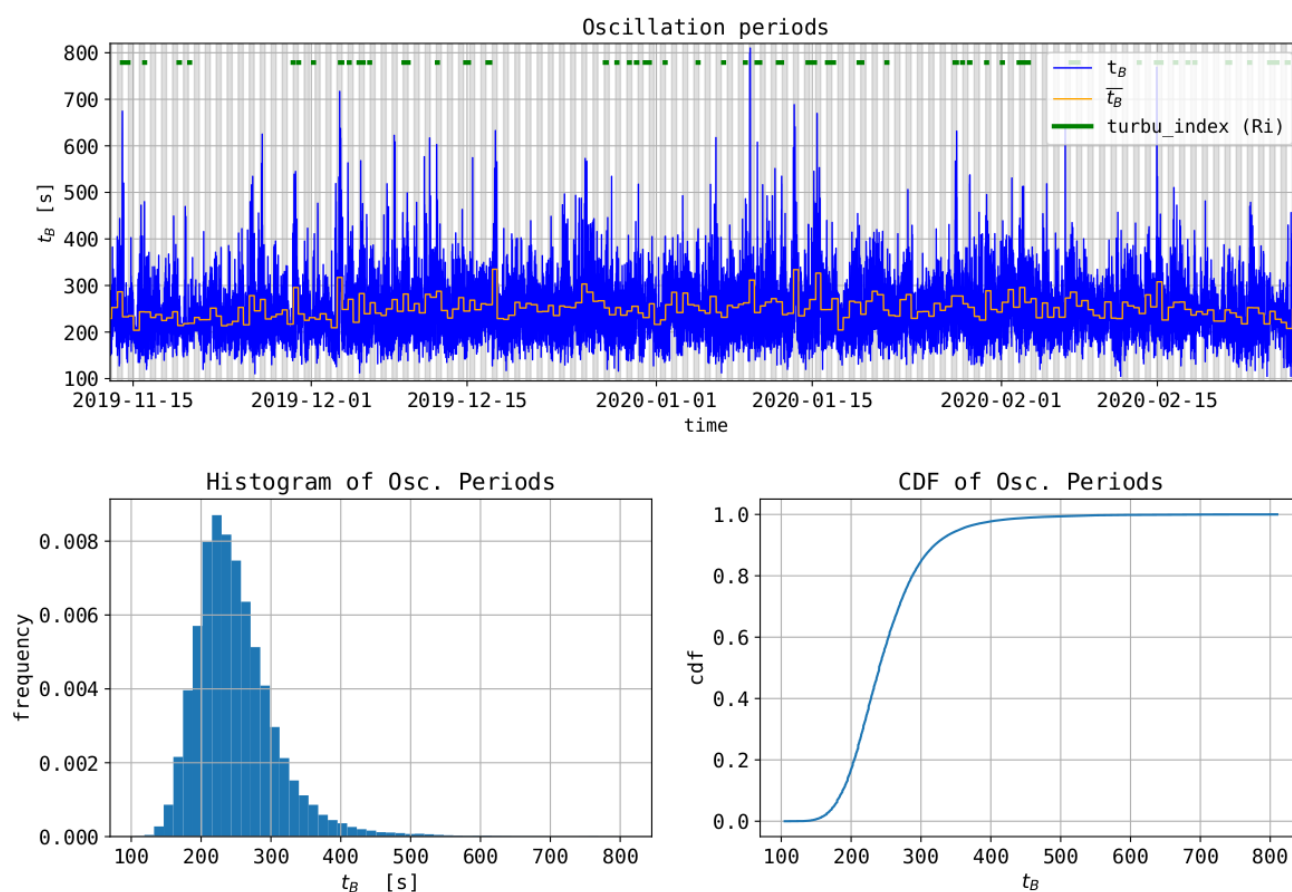 Oscillation periods
800
700
600
500
400
300
200
100
t_B [s]
t_B
t_B
turbu_index (Ri)
2019-11-15 2019-12-01 2019-12-15 2020-01-01 2020-01-15 2020-02-01 2020-02-15
time
Histogram of Osc. Periods
0.008
0.006
0.004
0.002
0.000
frequency
100 200 300 400 500 600 700 800
t_B [s]
CDF of Osc. Periods
1.0
0.8
0.6
0.4
0.2
0.0
cdf
100 200 300 400 500 600 700 800
t_B